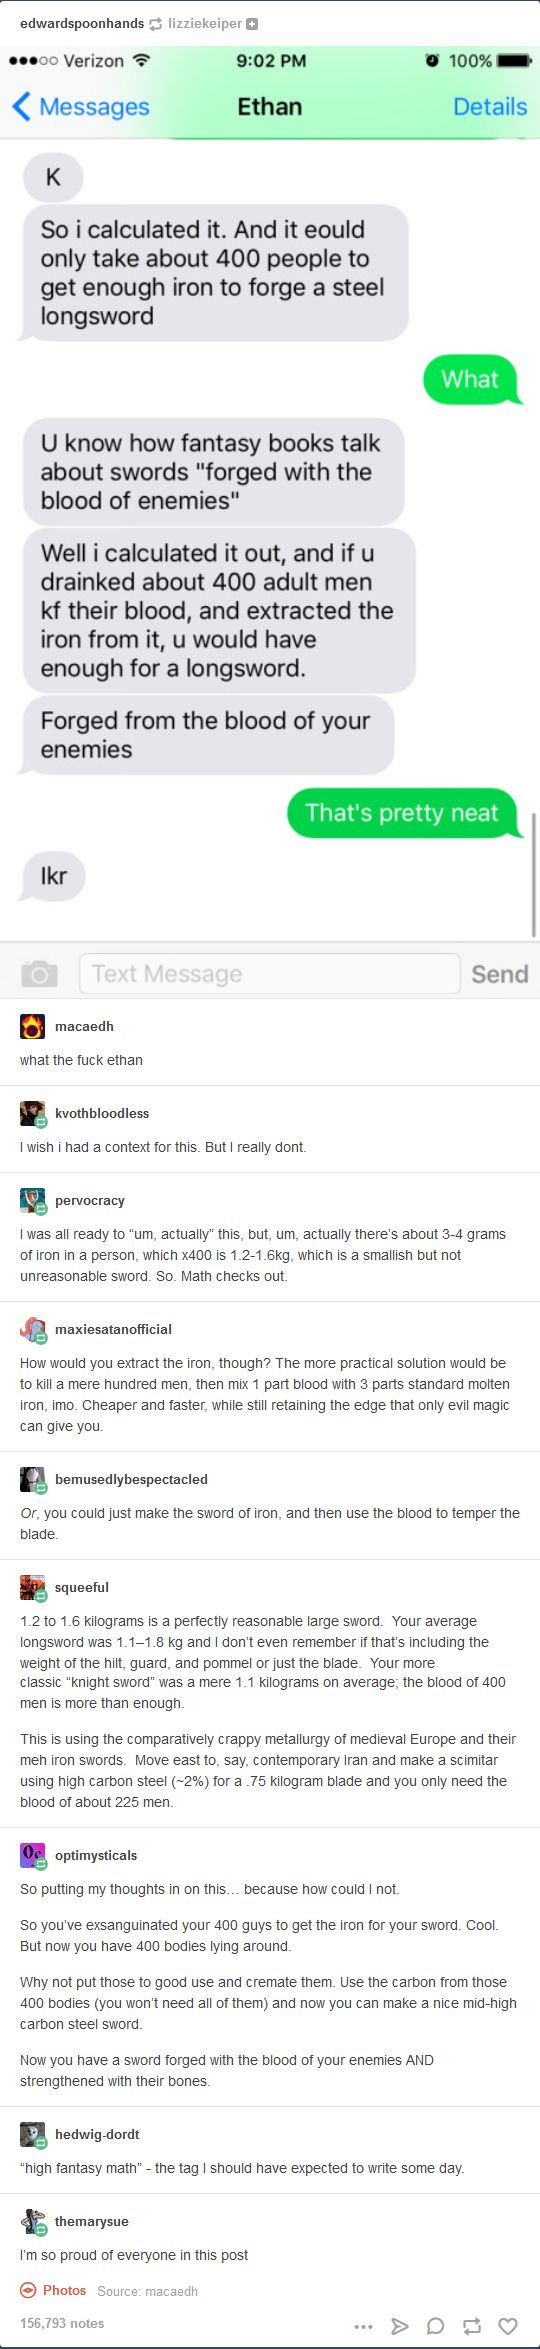 edwardspoonhands lizziekeiper
Verizon 9:02 PM 100%
Messages Ethan Details
K
So i calculated it. And it eould
only take about 400 people to
get enough iron to forge a steel
longsword
What
U know how fantasy books talk
about swords "forged with the
blood of enemies"
Well i calculated it out, and if u
drainked about 400 adult men
kf their blood, and extracted the
iron from it, u would have
enough for a longsword.
Forged from the blood of your
enemies
That's pretty neat
Ikr
Text Message Send
macaedh
what the fuck ethan
kvothbloodless
I wish i had a context for this. But I really dont.
pervocracy
I was all ready to “um, actually” this, but, um, actually there’s about 3-4 grams
of iron in a person, which x400 is 1.2-1.6kg, which is a smallish but not
unreasonable sword. So. Math checks out.
maxiesatanofficial
How would you extract the iron, though? The more practical solution would be
to kill a mere hundred men, then mix 1 part blood with 3 parts standard molten
iron, imo. Cheaper and faster, while still retaining the edge that only evil magic
can give you.
bemusedlybespectacled
Or, you could just make the sword of iron, and then use the blood to temper the
blade.
squeeful
1.2 to 1.6 kilograms is a perfectly reasonable large sword. Your average
longsword was 1.1–1.8 kg and I don’t even remember if that’s including the
weight of the hilt, guard, and pommel or just the blade. Your more
classic “knight sword” was a mere 1.1 kilograms on average; the blood of 400
men is more than enough.
This is using the comparatively crappy metallurgy of medieval Europe and their
meh iron swords. Move east to, say, contemporary Iran and make a scimitar
using high carbon steel (~2%) for a .75 kilogram blade and you only need the
blood of about 225 men.
optimysticals
So putting my thoughts in on this… because how could I not.
So you’ve exsanguinated your 400 guys to get the iron for your sword. Cool.
But now you have 400 bodies lying around.
Why not put those to good use and cremate them. Use the carbon from those
400 bodies (you won’t need all of them) and now you can make a nice mid-high
carbon steel sword.
Now you have a sword forged with the blood of your enemies AND
strengthened with their bones.
hedwig-dordt
“high fantasy math” - the tag I should have expected to write some day.
themarysue
I’m so proud of everyone in this post
Photos Source: macaedh
156,793 notes